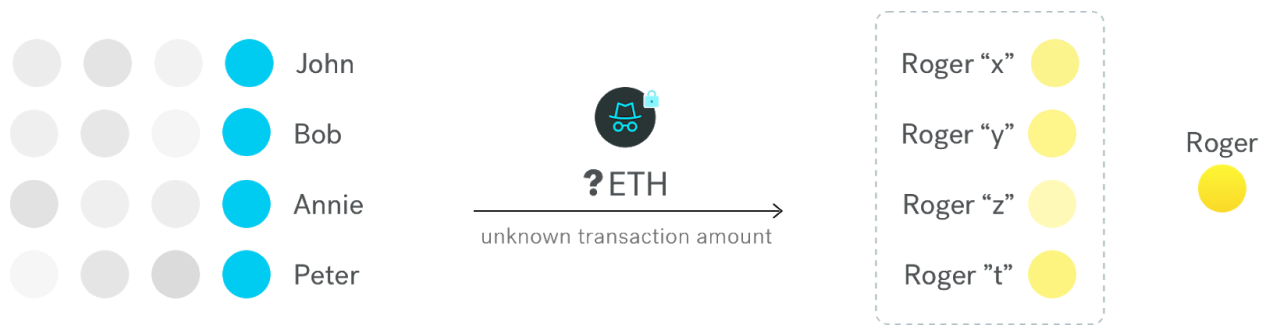 John
Bob
Annie
Peter
? ETH
unknown transaction amount
Roger “x”
Roger “y”
Roger “z”
Roger ”t”
Roger